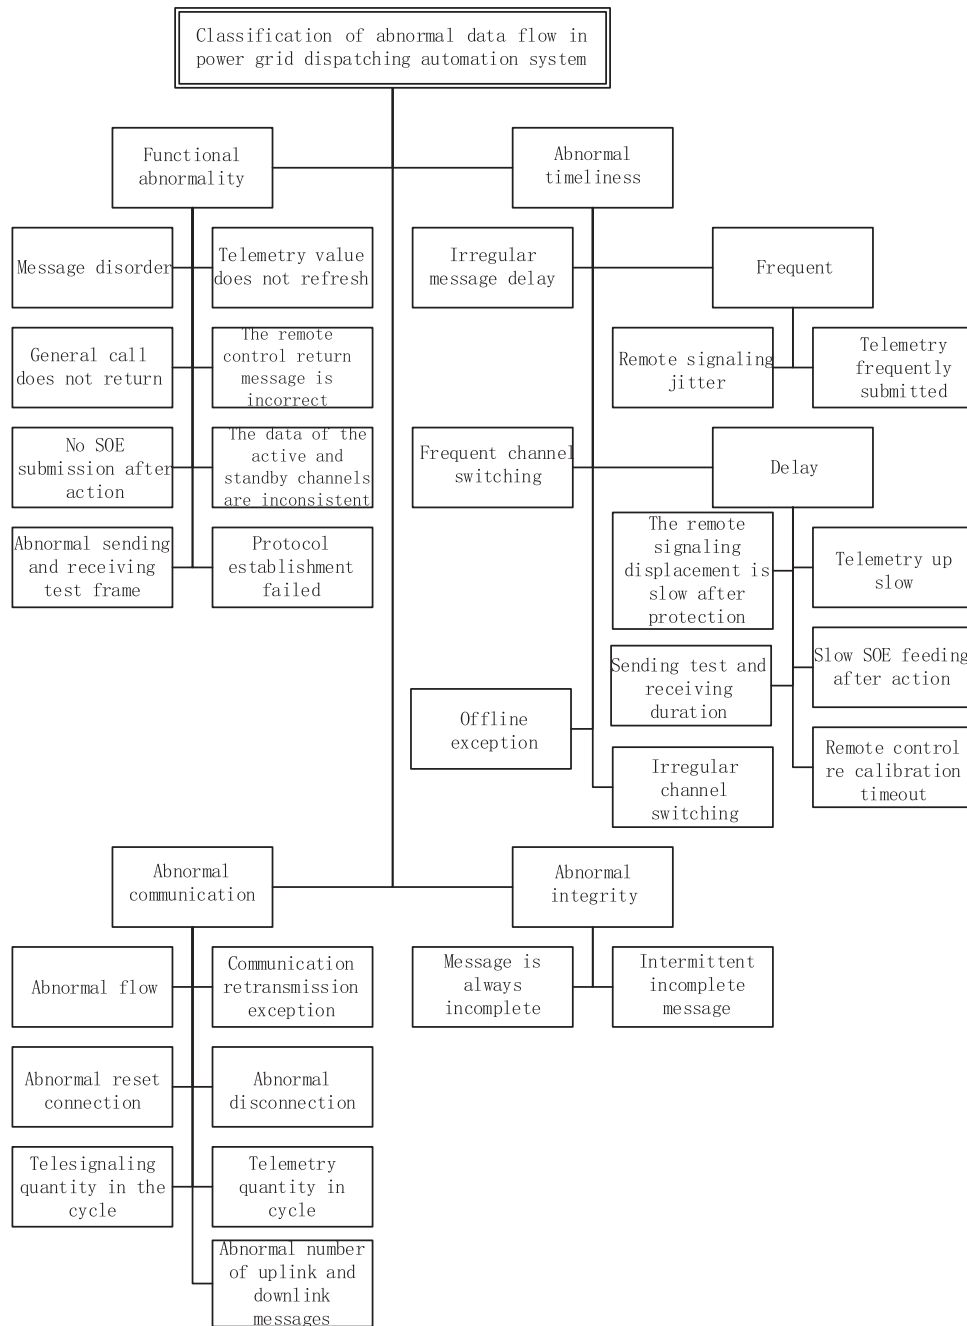 Classification of abnormal data flow in
power grid dispatching automation system
Functional
abnormality
Abnormal
timeliness
Message disorder
Telemetry value
does not refresh
Irregular
message delay
Frequent
General call
does not return
The remote
control return
message is
incorrect
Remote signaling
jitter
Telemetry
frequently
submitted
No SOE
submission after
action
The data of the
active and
standby channels
are inconsistent
Frequent channel
switching
Delay
Abnormal sending
and receiving
test frame
Protocol
establishment
failed
The remote
signaling
displacement is
slow after
protection
Telemetry up
slow
Sending test and
receiving
duration
Slow SOE feeding
after action
Offline
exception
Irregular
channel
switching
Remote control
re calibration
timeout
Abnormal
communication
Abnormal
integrity
Abnormal flow
Communication
retransmission
exception
Message is
always
incomplete
Intermittent
incomplete
message
Abnormal reset
connection
Abnormal
disconnection
Telesignaling
quantity in the
cycle
Telemetry
quantity in
cycle
Abnormal number
of uplink and
downlink
messages